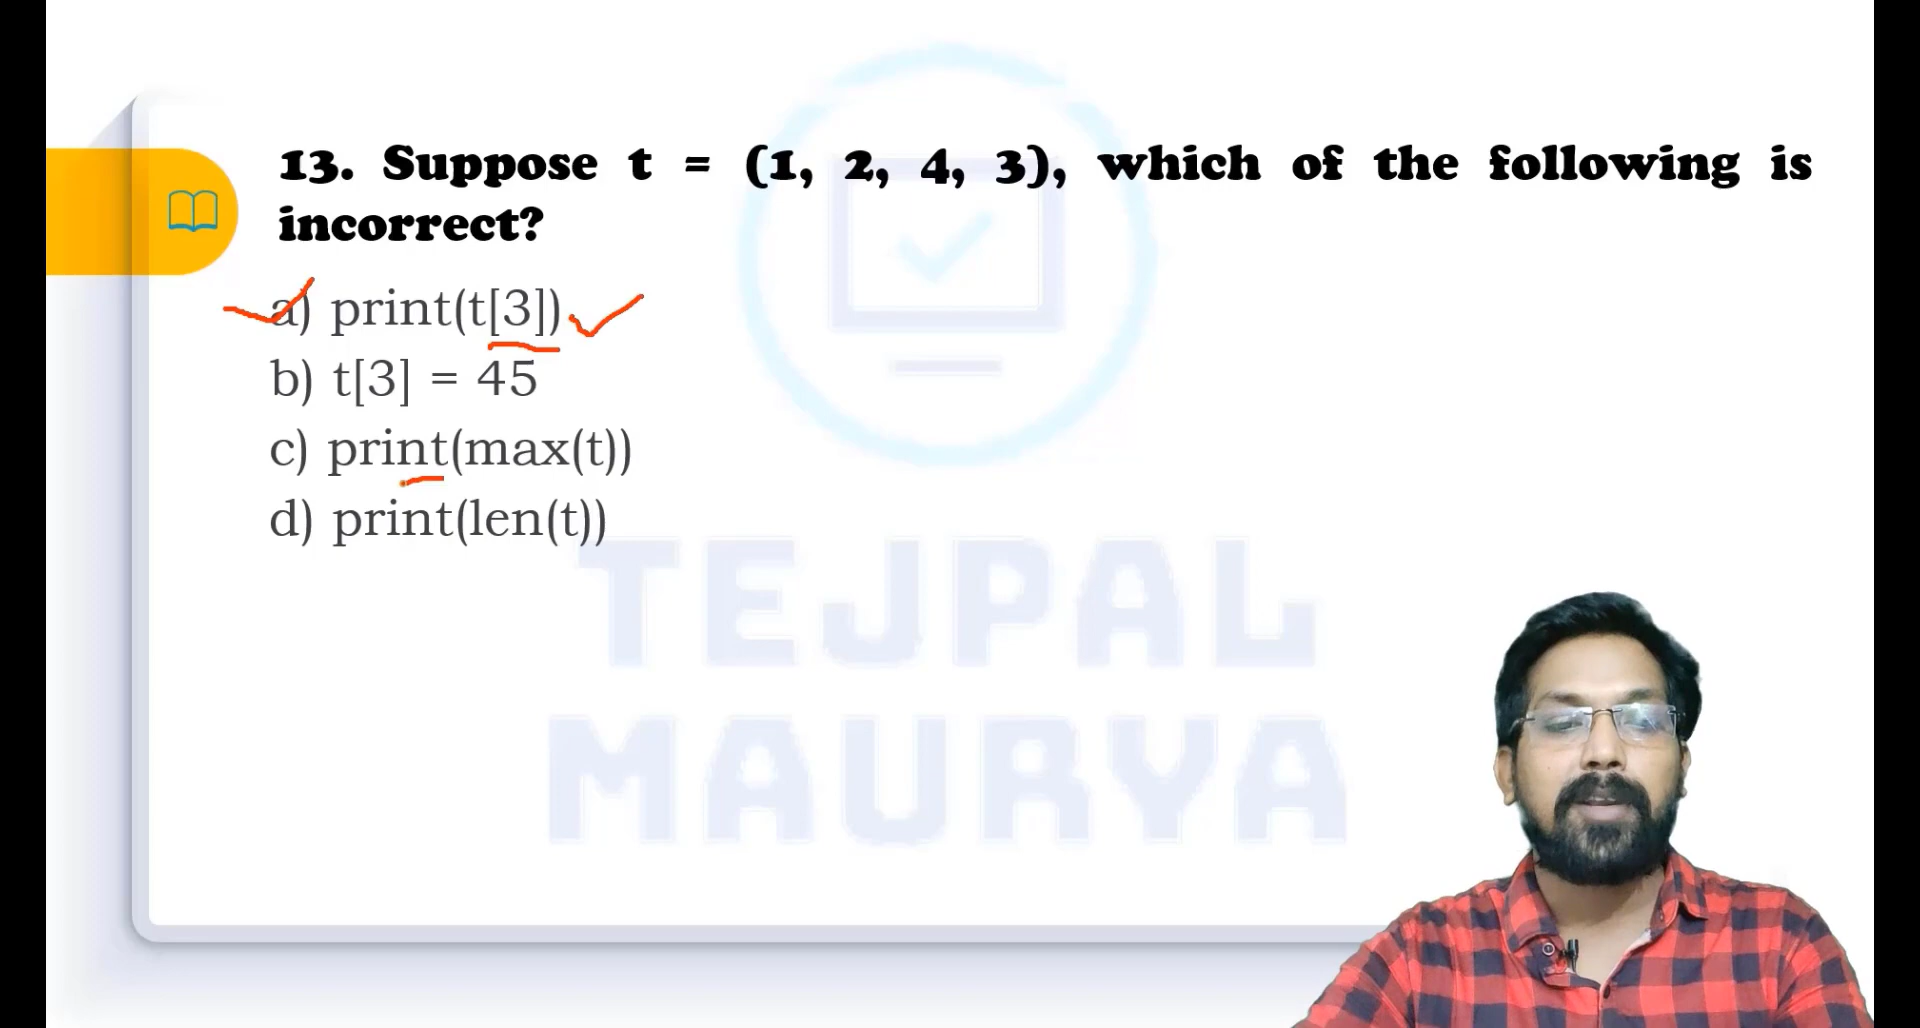 13. Suppose t = (1, 2, 4, 3), which of the following is
incorrect?
a) print(t[3])
b) t[3] = 45
c) print(max(t))
d) print(len(t))
TEJPAL
MAURYA